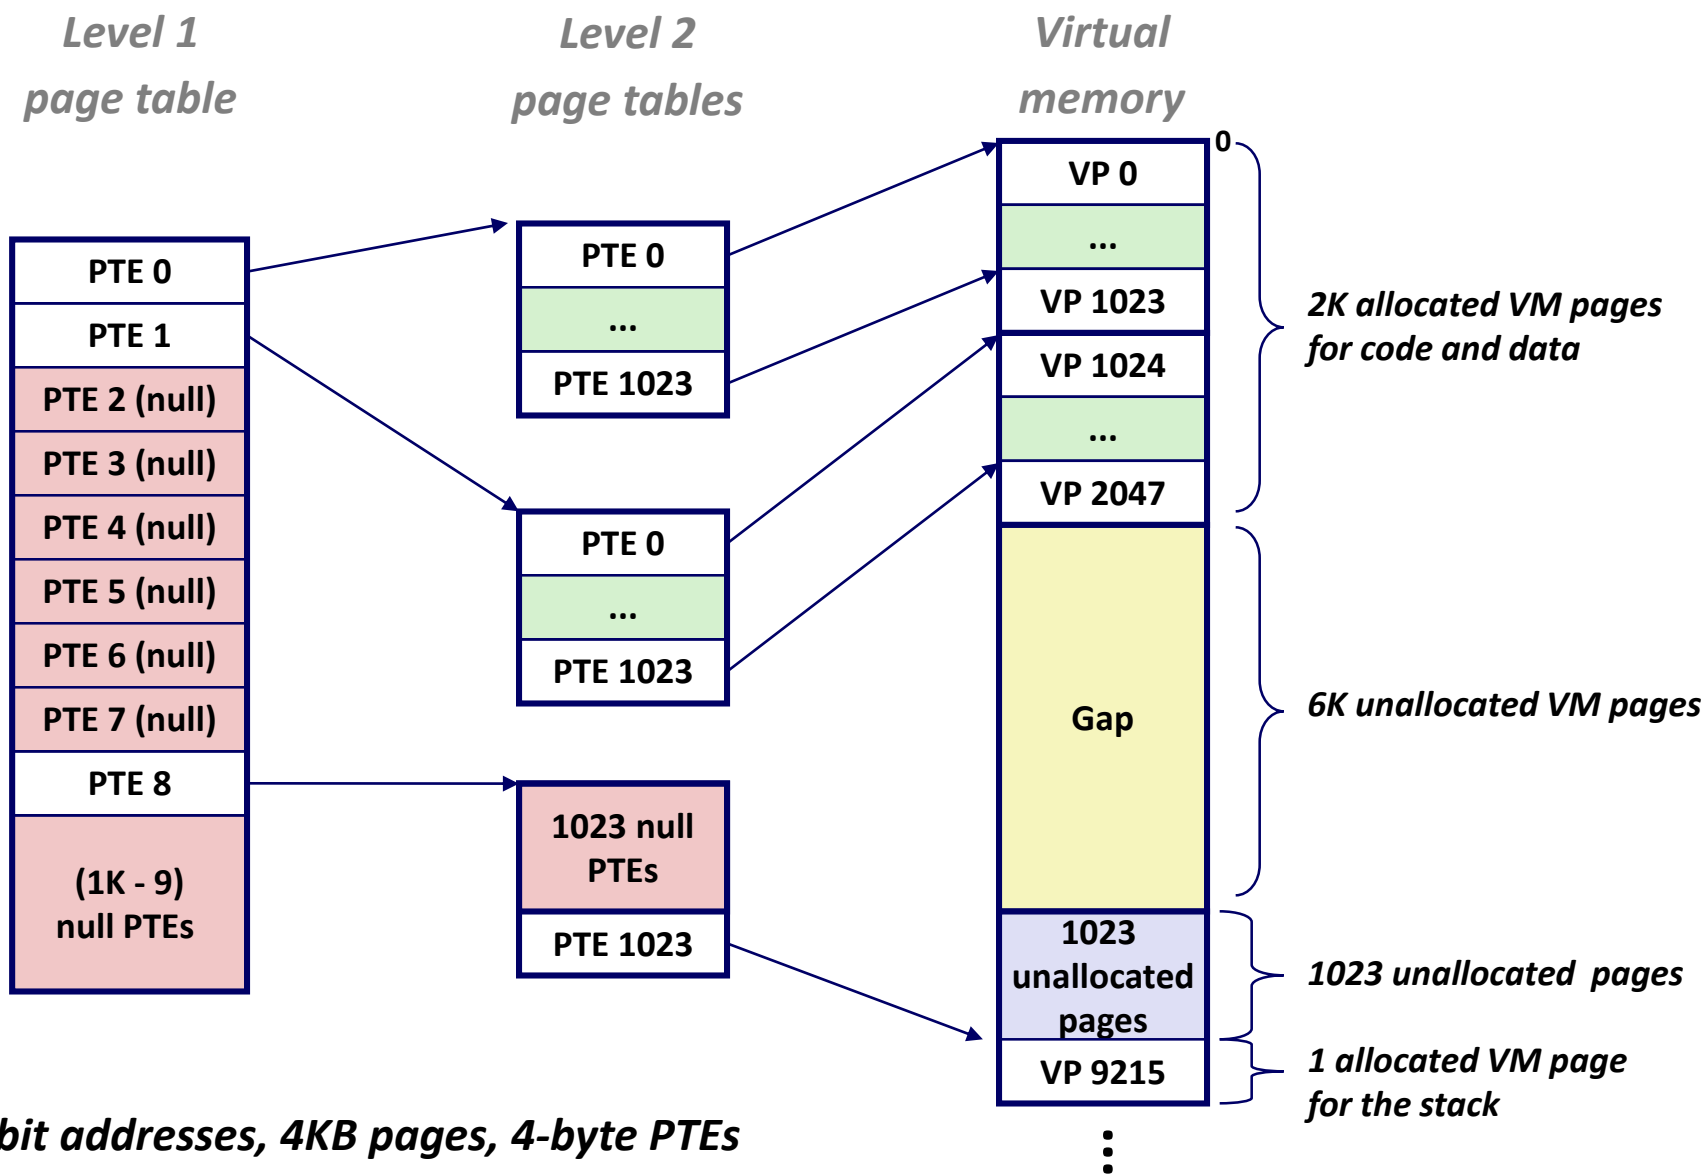 Level 1
page table
Level 2
page tables
Virtual
memory
PTE 0
PTE 1
PTE 2 (null)
PTE 3 (null)
PTE 4 (null)
PTE 5 (null)
PTE 6 (null)
PTE 7 (null)
PTE 8
(1K - 9)
null PTEs
PTE 0
...
PTE 1023
PTE 0
...
PTE 1023
1023 null
PTEs
PTE 1023
0
VP 0
...
VP 1023
VP 1024
...
VP 2047
Gap
1023
unallocated
pages
VP 9215
2K allocated VM pages
for code and data
6K unallocated VM pages
1023 unallocated pages
1 allocated VM page
for the stack
bit addresses, 4KB pages, 4-byte PTEs